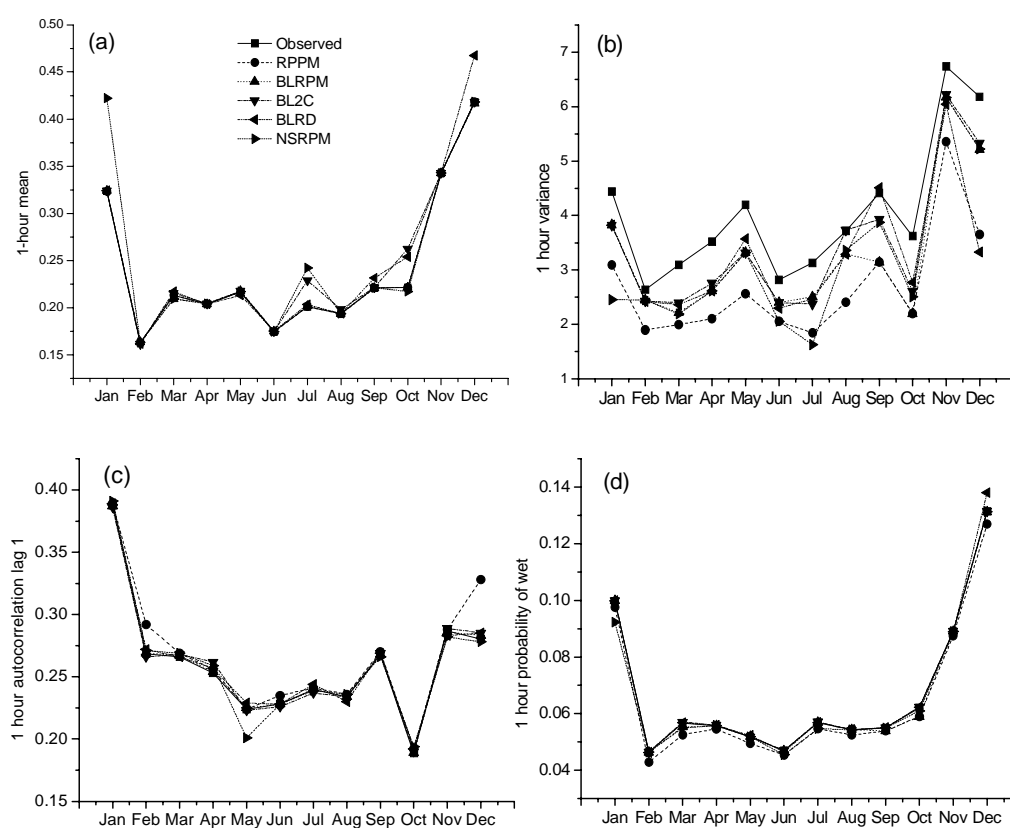 (a)
1-hour mean
0.50
0.45
0.40
0.35
0.30
0.25
0.20
0.15
Observed
RPPM
BLRPM
BL2C
BLRD
NSRPM
Jan Feb Mar Apr May Jun Jul Aug Sep Oct Nov Dec
(b)
1 hour variance
7
6
5
4
3
2
1
Jan Feb Mar Apr May Jun Jul Aug Sep Oct Nov Dec
(c)
1 hour autocorrelation lag 1
0.40
0.35
0.30
0.25
0.20
0.15
Jan Feb Mar Apr May Jun Jul Aug Sep Oct Nov Dec
(d)
1 hour probability of wet
0.14
0.12
0.10
0.08
0.06
0.04
Jan Feb Mar Apr May Jun Jul Aug Sep Oct Nov Dec